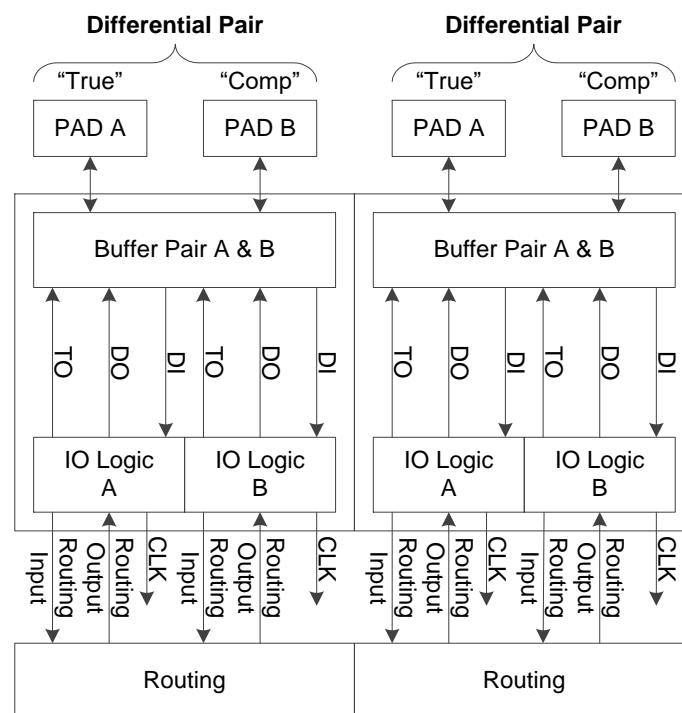 Differential Pair
Differential Pair
“True”
“Comp”
“True”
“Comp”
PAD A
PAD B
PAD A
PAD B
Buffer Pair A & B
Buffer Pair A & B
TO
DO
DI
TO
DO
DI
TO
DO
DI
TO
DO
DI
IO Logic
A
IO Logic
B
IO Logic
A
IO Logic
B
Routing
Input
Routing
Output
CLK
Routing
Input
Routing
Output
CLK
Routing
Input
Routing
Output
CLK
Routing
Input
Routing
Output
CLK
Routing
Routing